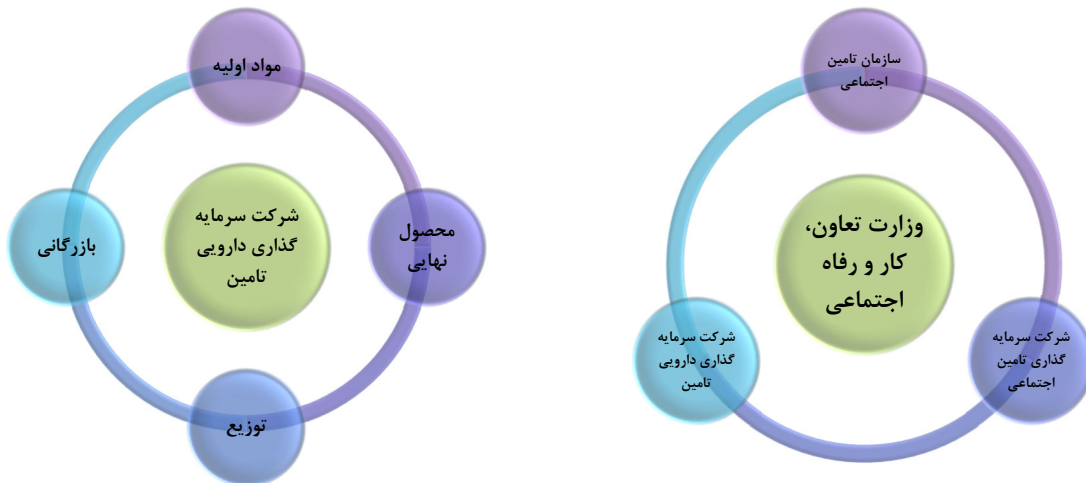 سازمان تامین
اجتماعی
وزارت تعاون،
کار و رفاه
اجتماعی
شرکت سرمایه
گذاری تامین
اجتماعی
شرکت سرمایه
گذاری دارویی
تامین
مواد اولیه
شرکت سرمایه
گذاری دارویی
تامین
محصول
نهایی
بازرگانی
توزیع